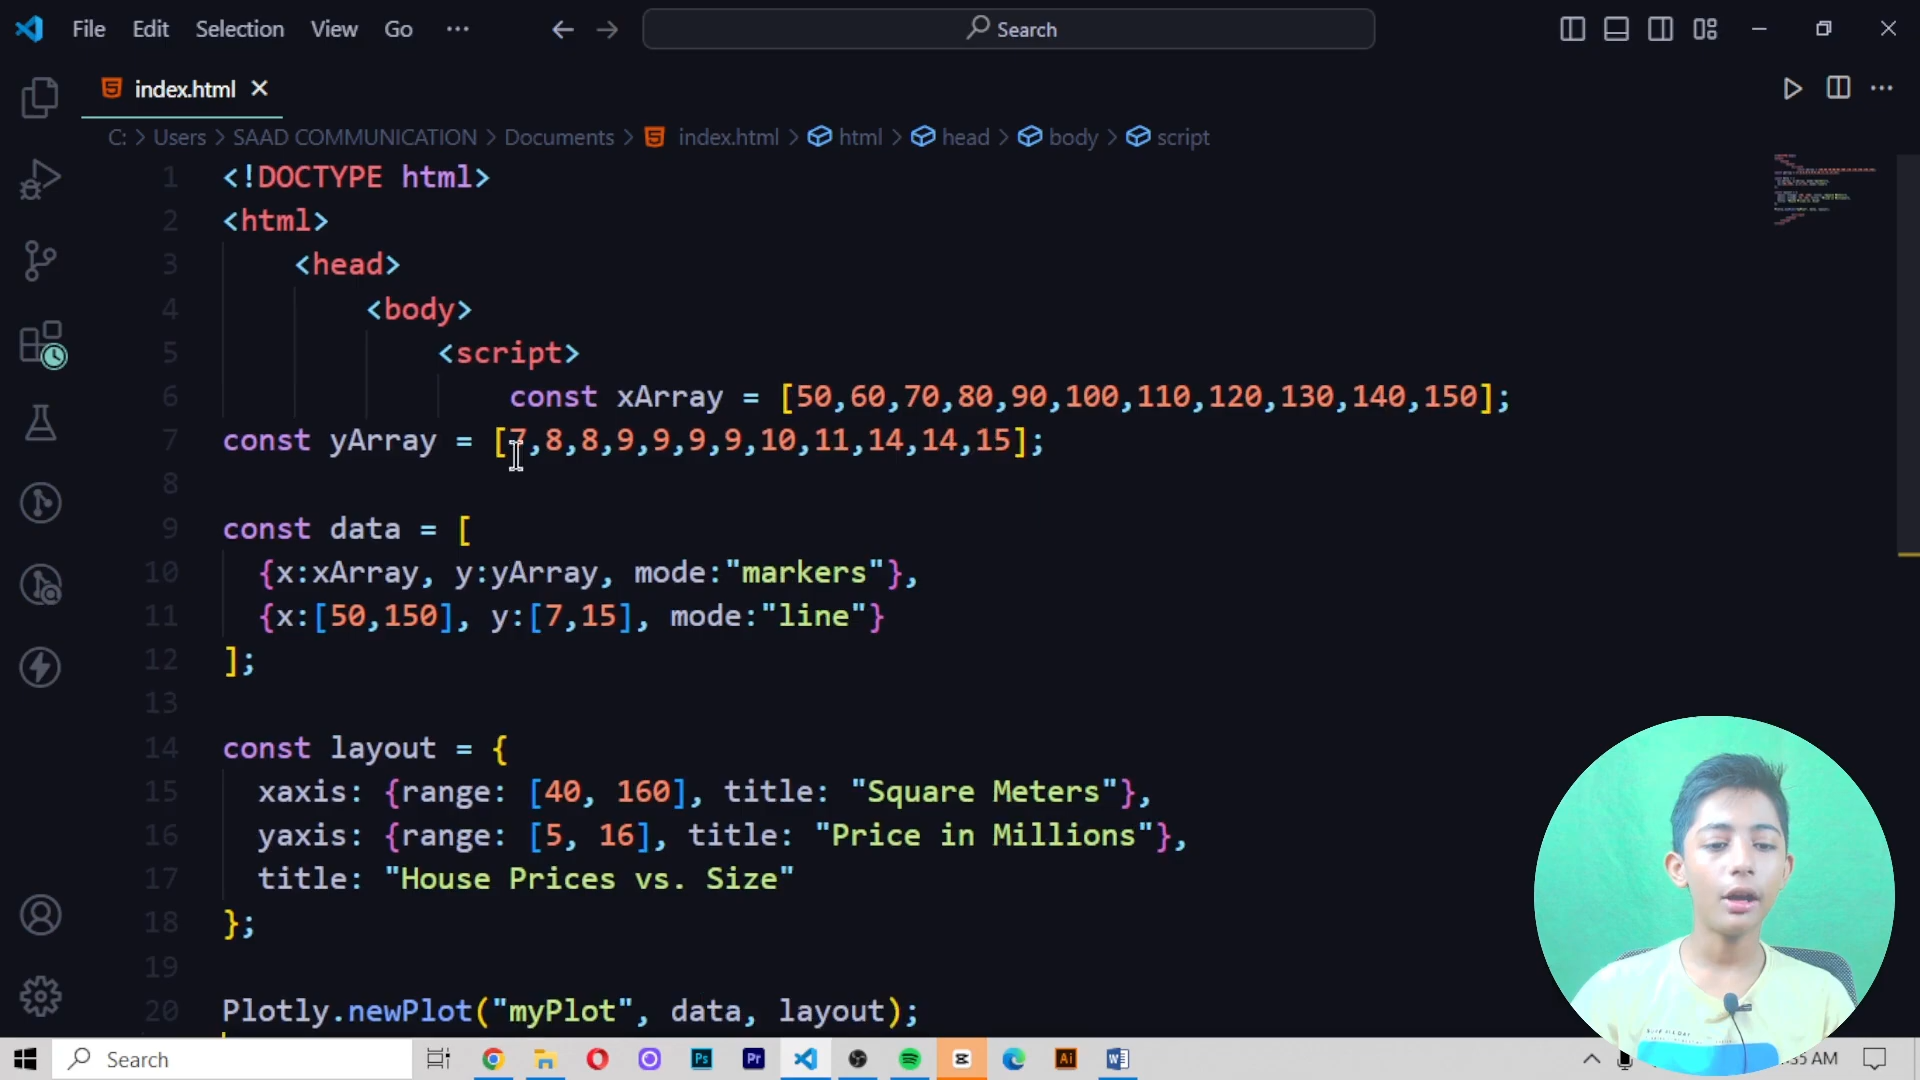 File Edit Selection View Go ··· Search
index.html
C: > Users > SAAD COMMUNICATION > Documents > index.html > html > head > body > script
1 <!DOCTYPE html>
2 <html>
3 <head>
4 <body>
5 <script>
6 const xArray = [50,60,70,80,90,100,110,120,130,140,150];
7 const yArray = [7,8,8,9,9,9,9,10,11,14,14,15];
8
9 const data = [
10 {x:xArray, y:yArray, mode:"markers"},
11 {x:[50,150], y:[7,15], mode:"line"}
12 ];
13
14 const layout = {
15 xaxis: {range: [40, 160], title: "Square Meters"},
16 yaxis: {range: [5, 16], title: "Price in Millions"},
17 title: "House Prices vs. Size"
18 };
19
20 Plotly.newPlot("myPlot", data, layout);
Search Ps Pr Ai W :35 AM